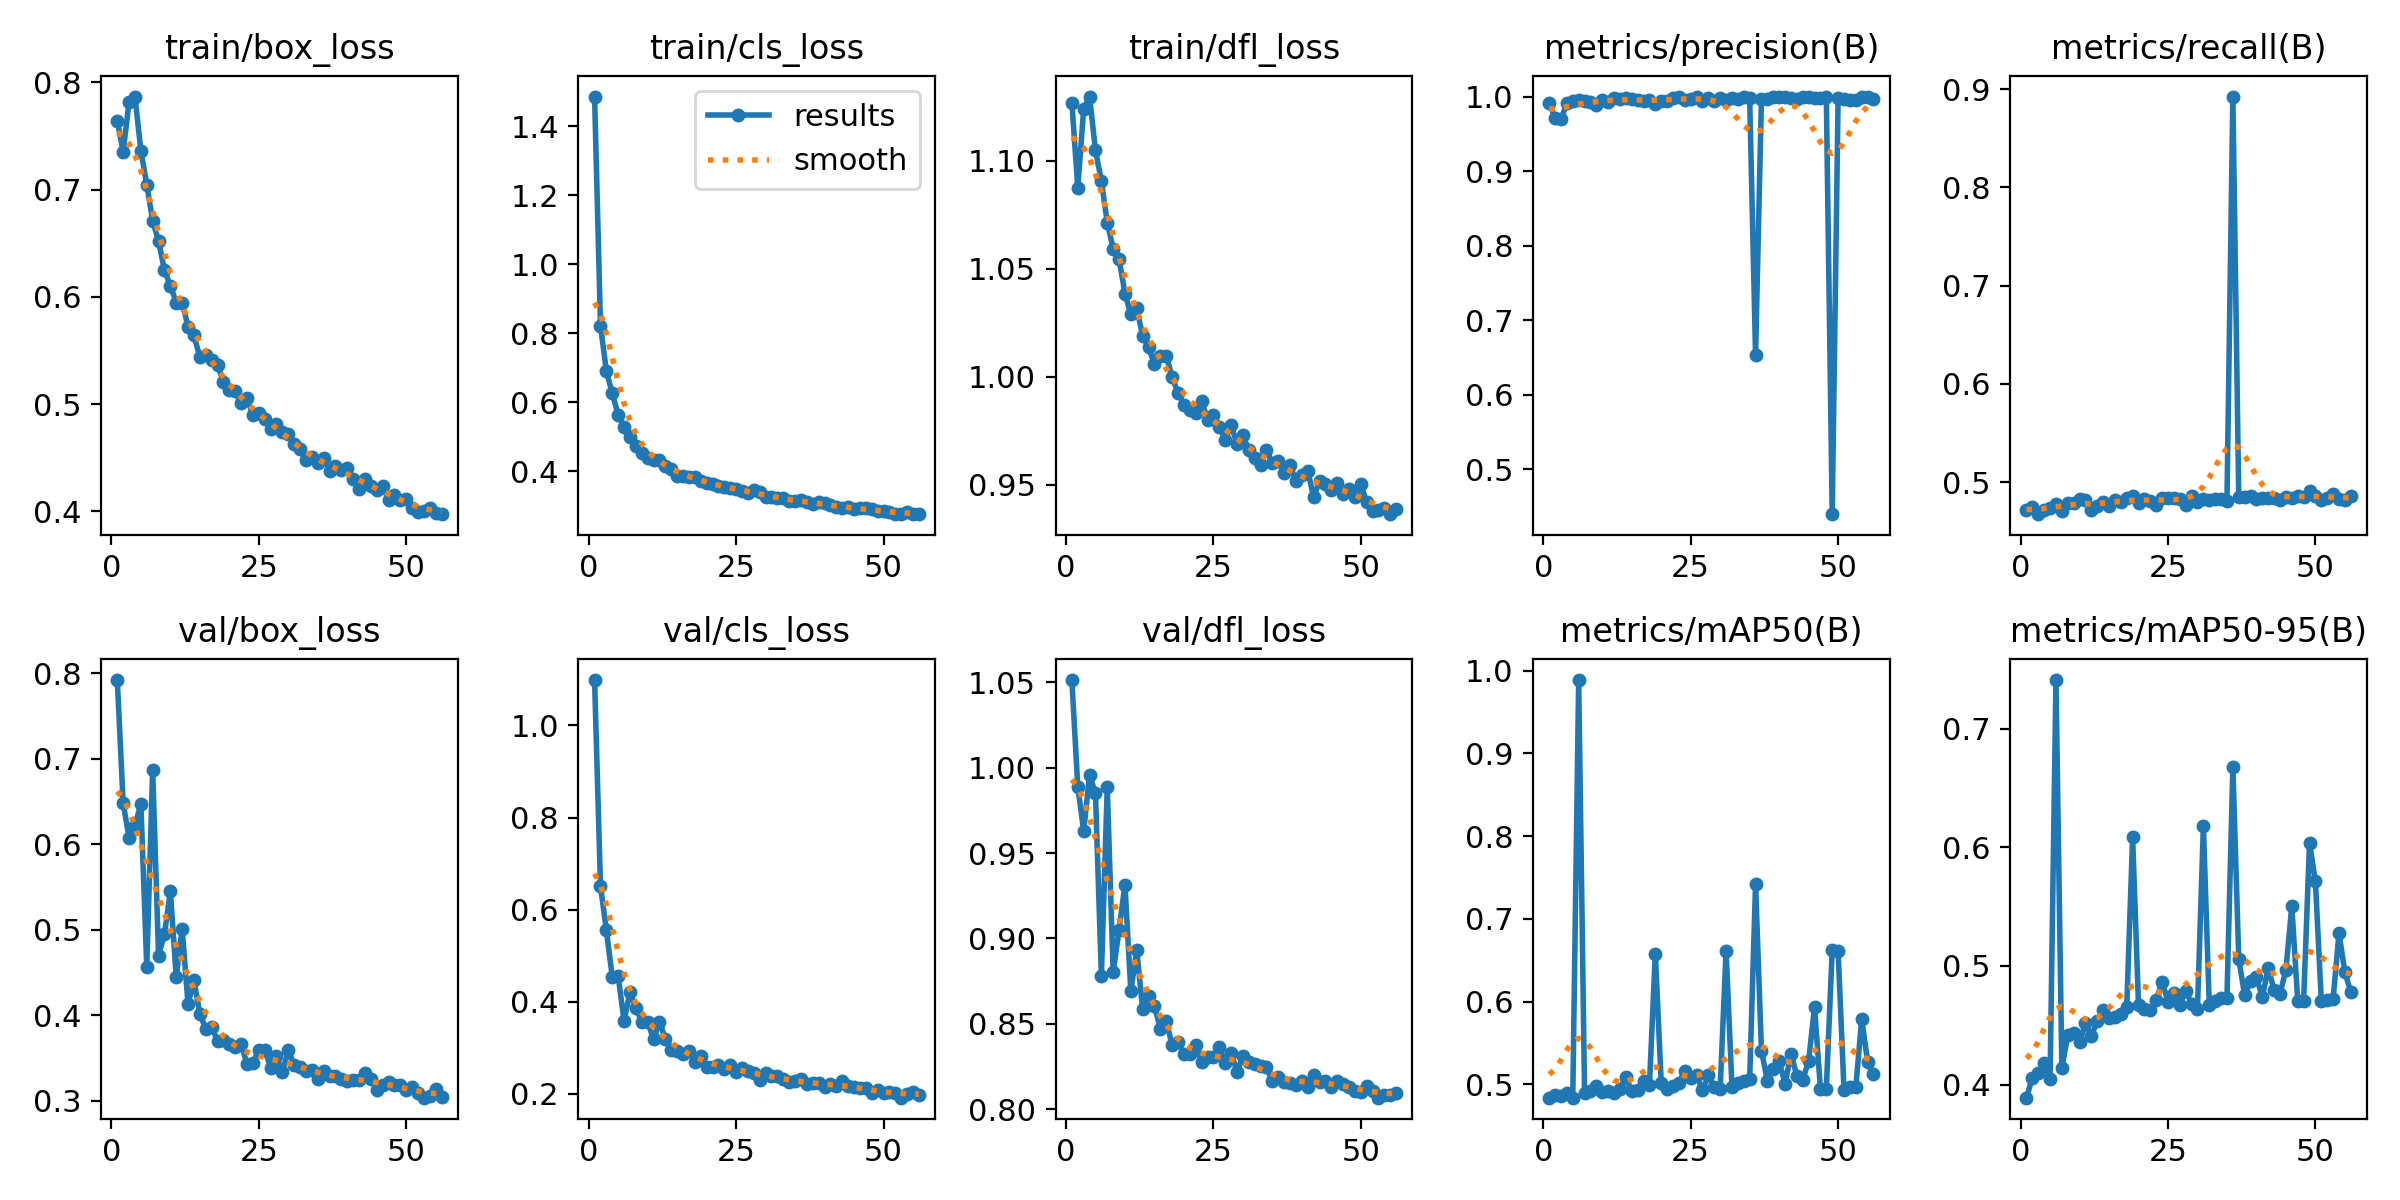 train/box_loss
0.8
0.7
0.6
0.5
0.4
0 25 50
train/cls_loss
results
smooth
1.4
1.2
1.0
0.8
0.6
0.4
0 25 50
train/dfl_loss
1.10
1.05
1.00
0.95
0 25 50
metrics/precision(B)
1.0
0.9
0.8
0.7
0.6
0.5
0 25 50
metrics/recall(B)
0.9
0.8
0.7
0.6
0.5
0 25 50
val/box_loss
0.8
0.7
0.6
0.5
0.4
0.3
0 25 50
val/cls_loss
1.0
0.8
0.6
0.4
0.2
0 25 50
val/dfl_loss
1.05
1.00
0.95
0.90
0.85
0.80
0 25 50
metrics/mAP50(B)
1.0
0.9
0.8
0.7
0.6
0.5
0 25 50
metrics/mAP50-95(B)
0.7
0.6
0.5
0.4
0 25 50